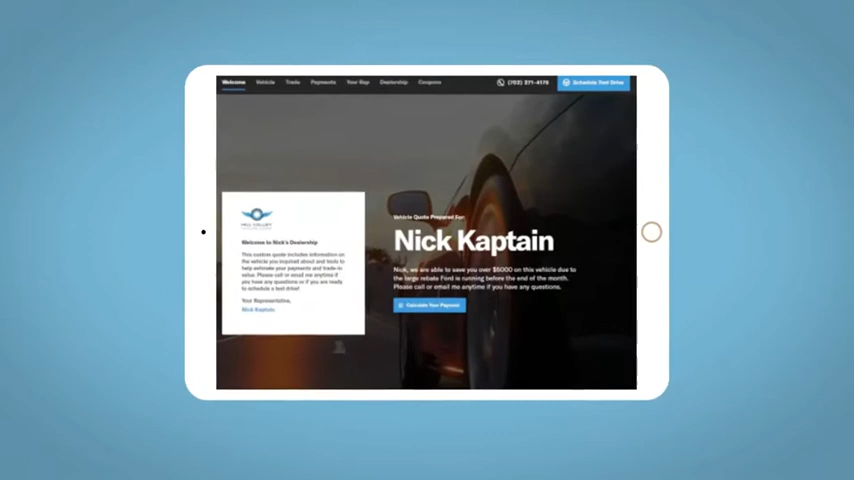 Welcome Vehicle Trade Payments Your Rep Dealership Coupons (702) 271-4175 Schedule Test Drive
Vehicle Quote Prepared For:
Nick Kaptain
Nick, we are able to save you over $6000 on this vehicle due to
the large rebate Ford is running before the end of the month.
Please call or email me anytime if you have any questions.
Calculate Your Payment
HILL VALLEY
Welcome to Nick's Dealership
This custom quote includes information on
the vehicle you inquired about and tools to
help estimate your payments and trade-in
value. Please call or email me anytime if
you have any questions or if you are ready
to schedule a test drive!
Your Representative,
Nick Kaptain